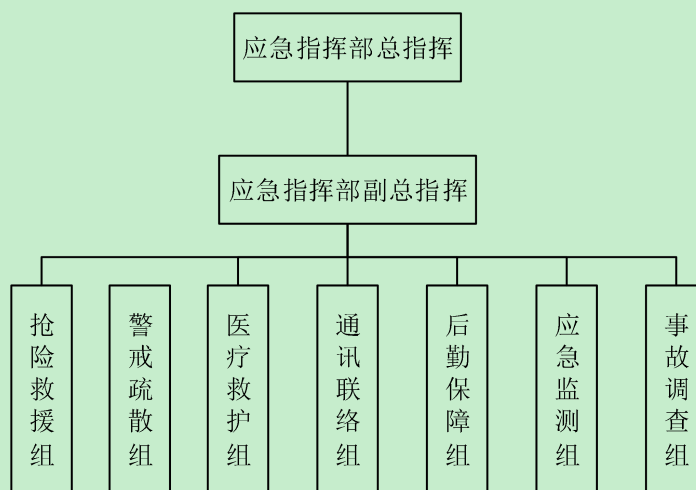 应急指挥部总指挥
应急指挥部副总指挥
抢险救援组
警戒疏散组
医疗救护组
通讯联络组
后勤保障组
应急监测组
事故调查组